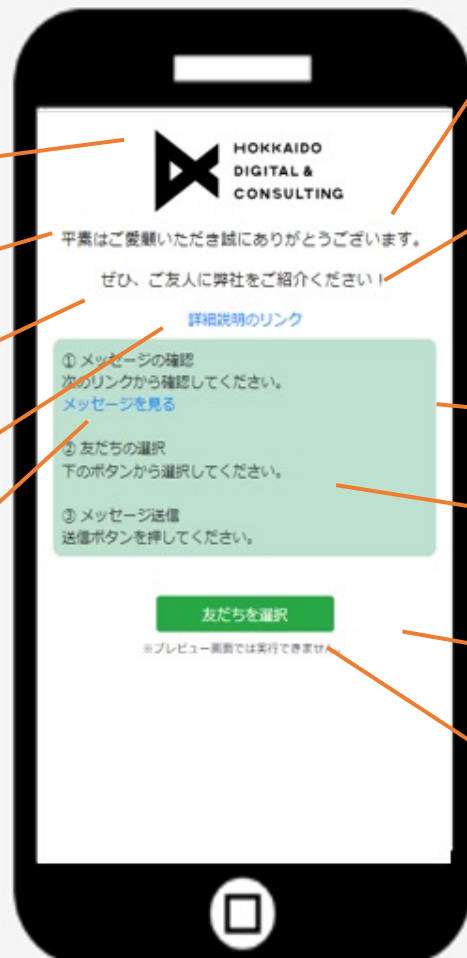 HOKKAIDO
DIGITAL &
CONSULTING
平素はご愛顧いただき誠にありがとうございます。
ぜひ、ご友人に弊社をご紹介ください！
詳細説明のリンク
① メッセージの確認
次のリンクから確認してください。
メッセージを見る
② 友だちの選択
下のボタンから選択してください。
③ メッセージ送信
送信ボタンを押してください。
友だちを選択
※プレビュー画面では実行できません。